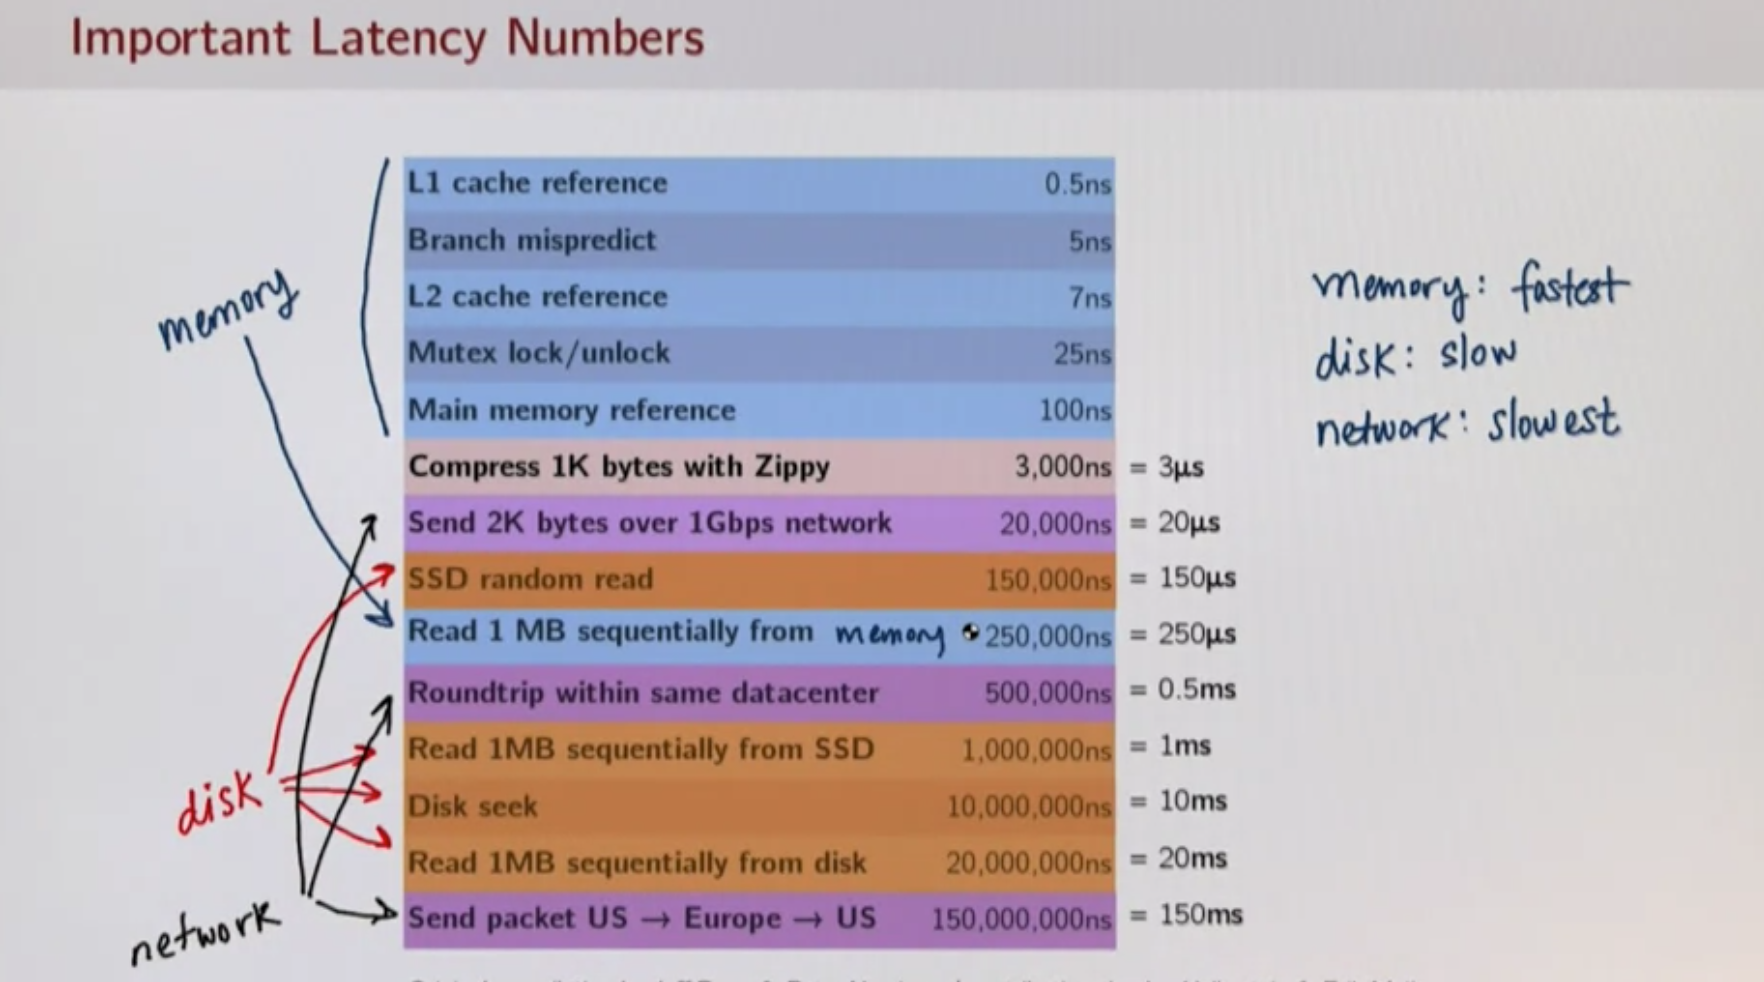 Important Latency Numbers
L1 cache reference 0.5ns
Branch mispredict 5ns
L2 cache reference 7ns
Mutex lock/unlock 25ns
Main memory reference 100ns
Compress 1K bytes with Zippy 3,000ns = 3µs
Send 2K bytes over 1Gbps network 20,000ns = 20µs
SSD random read 150,000ns = 150µs
Read 1 MB sequentially from memory 250,000ns = 250µs
Roundtrip within same datacenter 500,000ns = 0.5ms
Read 1MB sequentially from SSD 1,000,000ns = 1ms
Disk seek 10,000,000ns = 10ms
Read 1MB sequentially from disk 20,000,000ns = 20ms
Send packet US → Europe → US 150,000,000ns = 150ms
memory
disk
network
memory: fastest
disk: slow
network: slowest